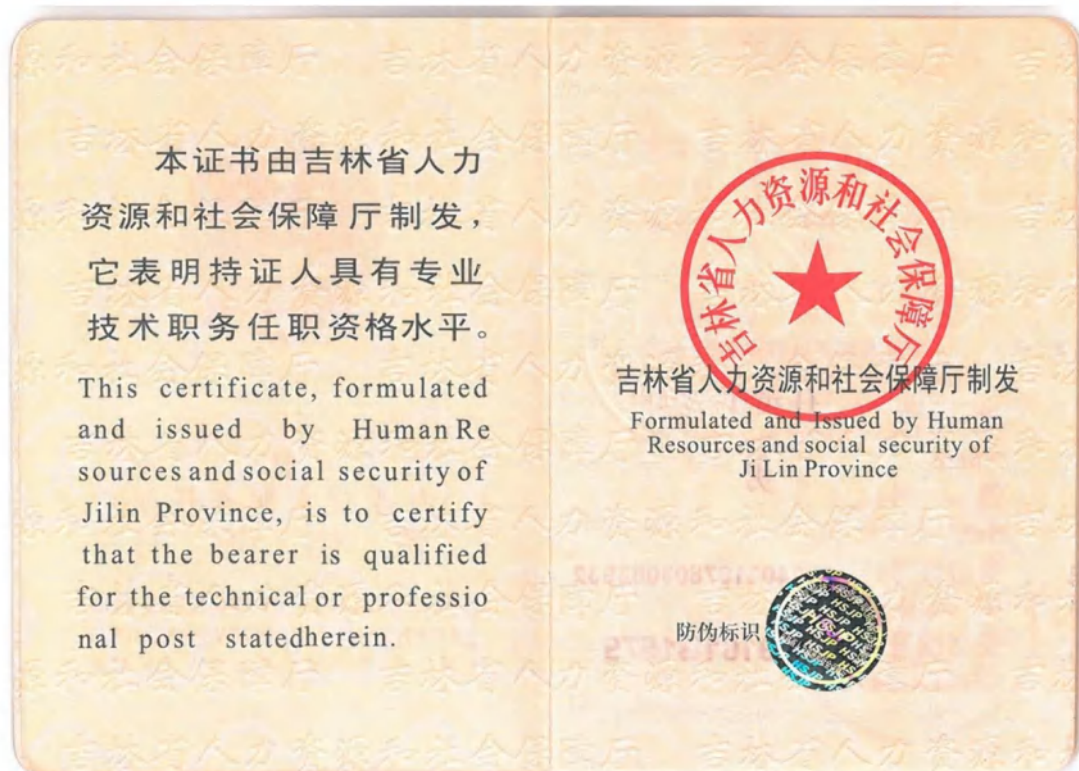 本证书由吉林省人力
资源和社会保障厅制发，
它表明持证人具有专业
技术职务任职资格水平。
This certificate, formulated
and issued by Human Re
sources and social security of
Jilin Province, is to certify
that the bearer is qualified
for the technical or professio
nal post statedherein.
吉林省人力资源和社会保障厅
吉林省人力资源和社会保障厅制发
Formulated and Issued by Human
Resources and social security of
Ji Lin Province
防伪标识
HSJP